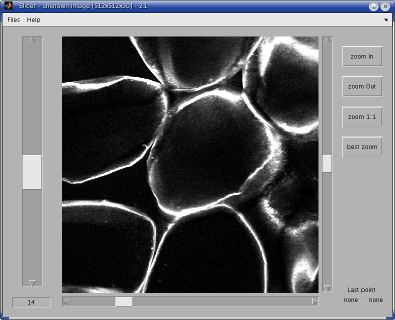 Slicer - unknown image [512x512x30] - 2:1
Files Help
zoom in
zoom Out
zoom 1:1
best zoom
Last point
none none
14